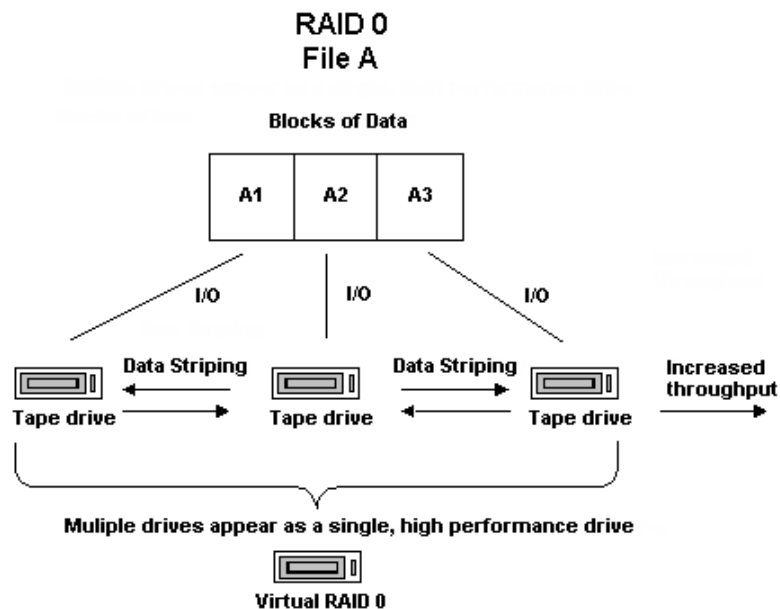 RAID 0
File A
Blocks of Data
A1 A2 A3
I/O I/O I/O
Data Striping Data Striping Increased
throughput
Tape drive Tape drive Tape drive
Muliple drives appear as a single, high performance drive
Virtual RAID 0